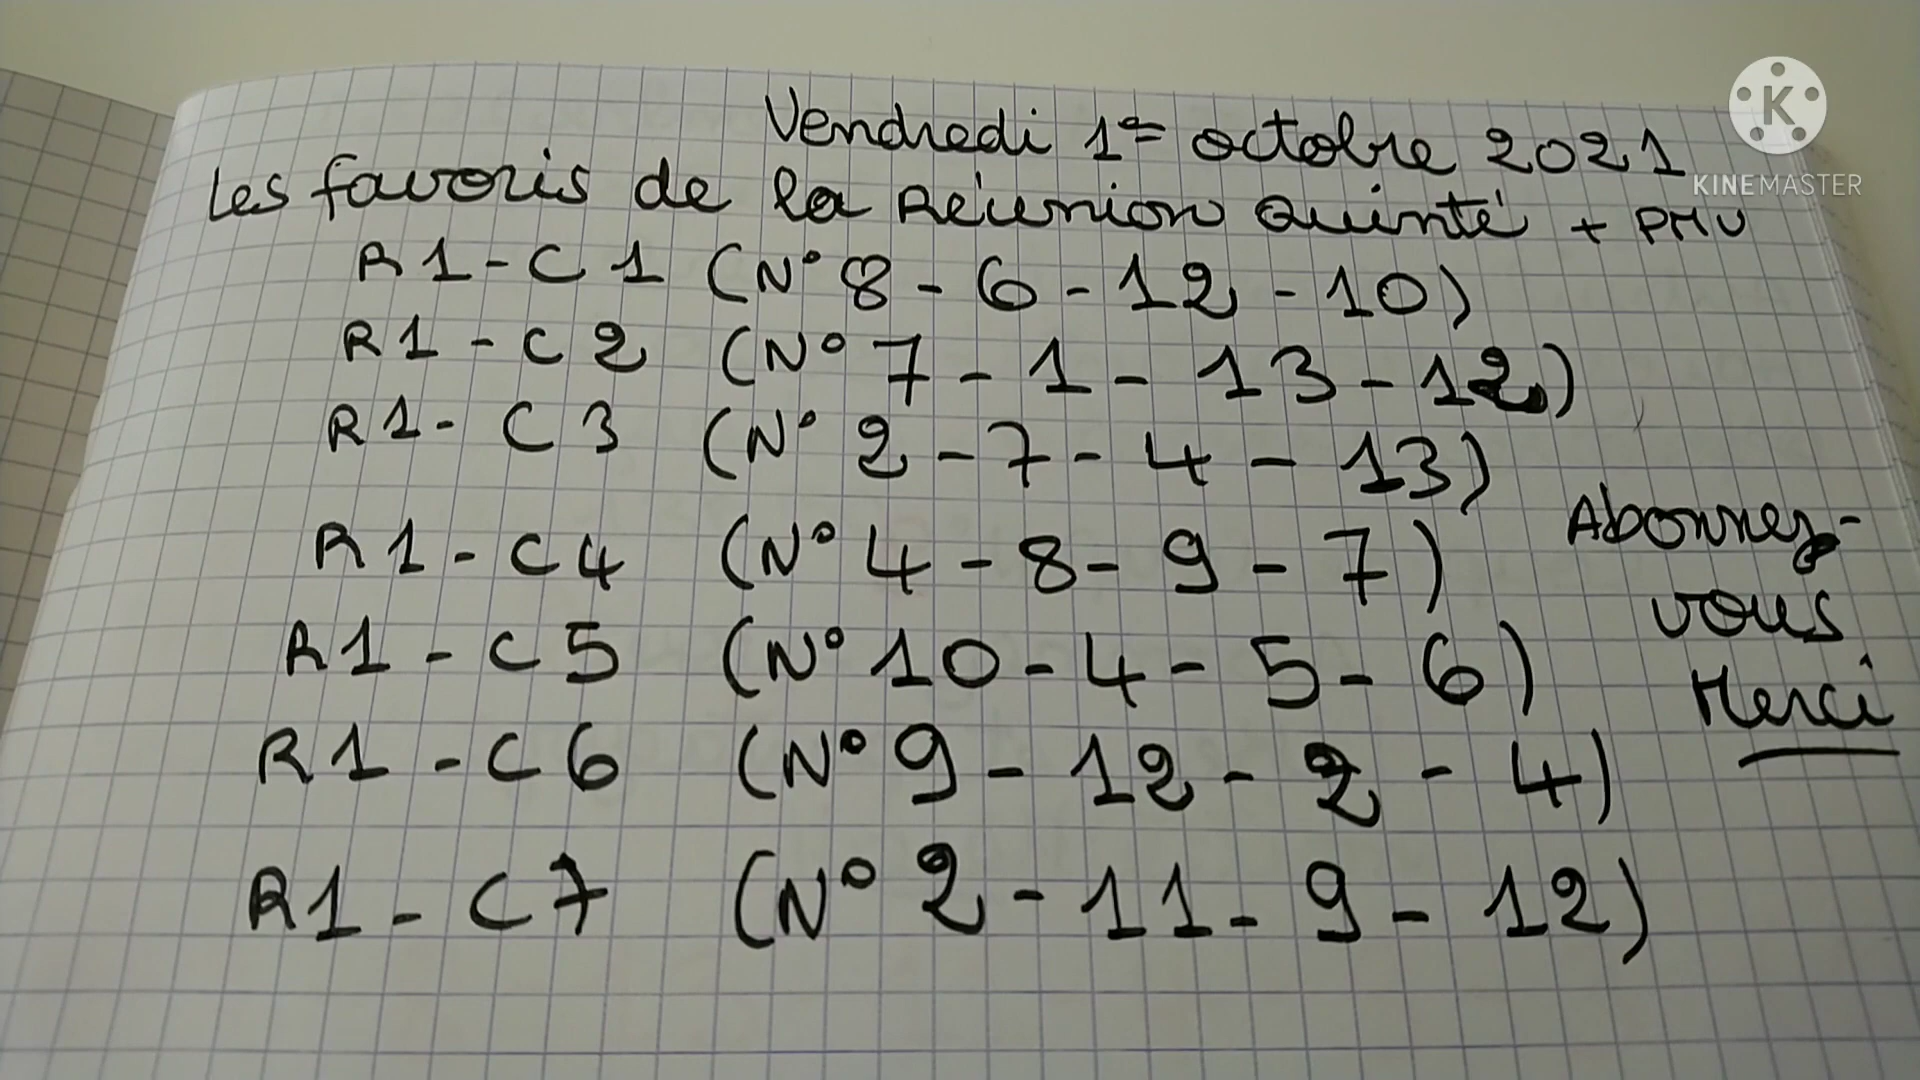 Vendredi 1er octobre 2021
Les favoris de la Réunion Quinté + PMU
R1-C1 (N° 8 - 6 - 12 - 10)
R1 - C2 (N° 7 - 1 - 13 - 12)
R1- C3 (N° 2 - 7 - 4 - 13)
R1 - C4 (N° 4 - 8 - 9 - 7)
R1 - C5 (N° 10 - 4 - 5 - 6)
R1 - C6 (N° 9 - 12 - 2 - 4)
R1 - C7 (N° 2 - 11 - 9 - 12)
Abonnez-
vous
Merci
K
KINEMASTER